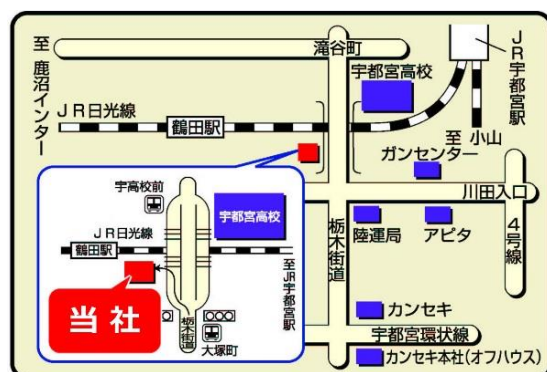 至 鹿沼インター
滝谷町
JR宇都宮駅
宇都宮高校
JR日光線
鶴田駅
至小山
ガンセンター
川田入口
栃木街道
陸運局
アピタ
4号線
カンセキ
宇都宮環状線
カンセキ本社(オフハウス)
宇高校前
宇都宮高校
JR日光線
鶴田駅
至JR宇都宮駅
当社
栃木街道
大塚町